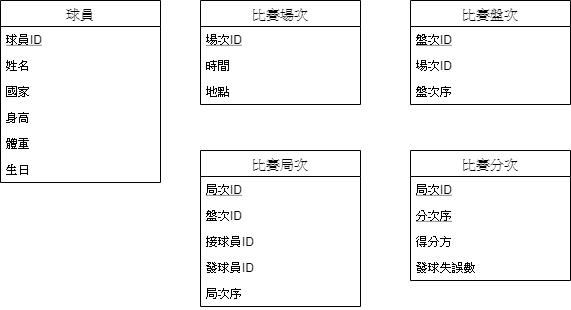 球員
球員ID
姓名
國家
身高
體重
生日
比賽場次
場次ID
時間
地點
比賽盤次
盤次ID
場次ID
盤次序
比賽局次
局次ID
盤次ID
接球員ID
發球員ID
局次序
比賽分次
局次ID
分次序
得分方
發球失誤數